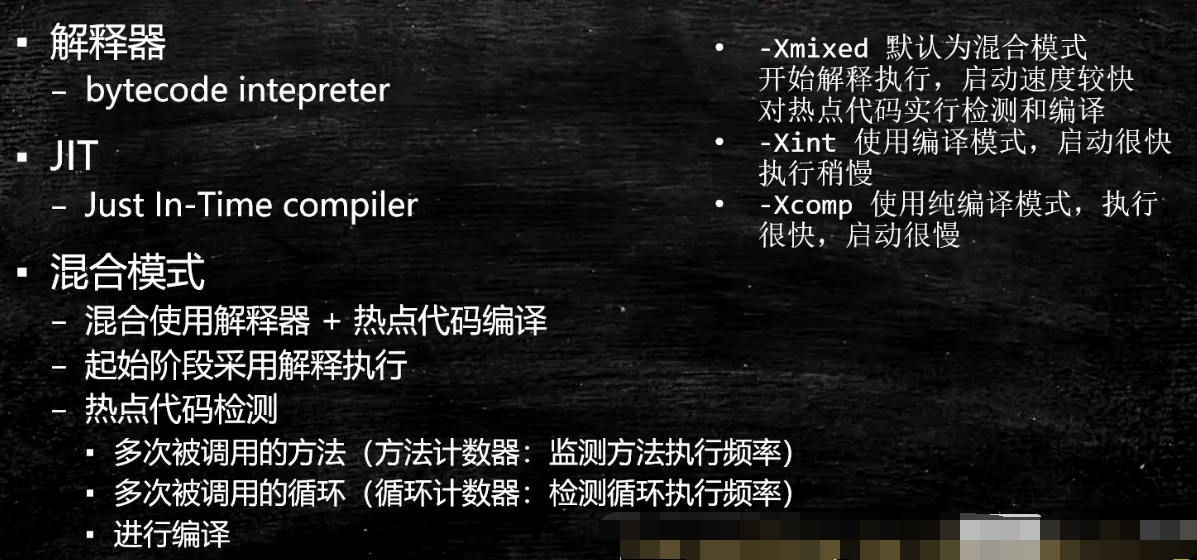 ▪ 解释器
– bytecode intepreter
▪ JIT
– Just In-Time compiler
▪ 混合模式
– 混合使用解释器 + 热点代码编译
– 起始阶段采用解释执行
– 热点代码检测
▪ 多次被调用的方法（方法计数器：监测方法执行频率）
▪ 多次被调用的循环（循环计数器：检测循环执行频率）
▪ 进行编译
• -Xmixed 默认为混合模式
开始解释执行，启动速度较快
对热点代码实行检测和编译
• -Xint 使用编译模式，启动很快
执行稍慢
• -Xcomp 使用纯编译模式，执行
很快，启动很慢